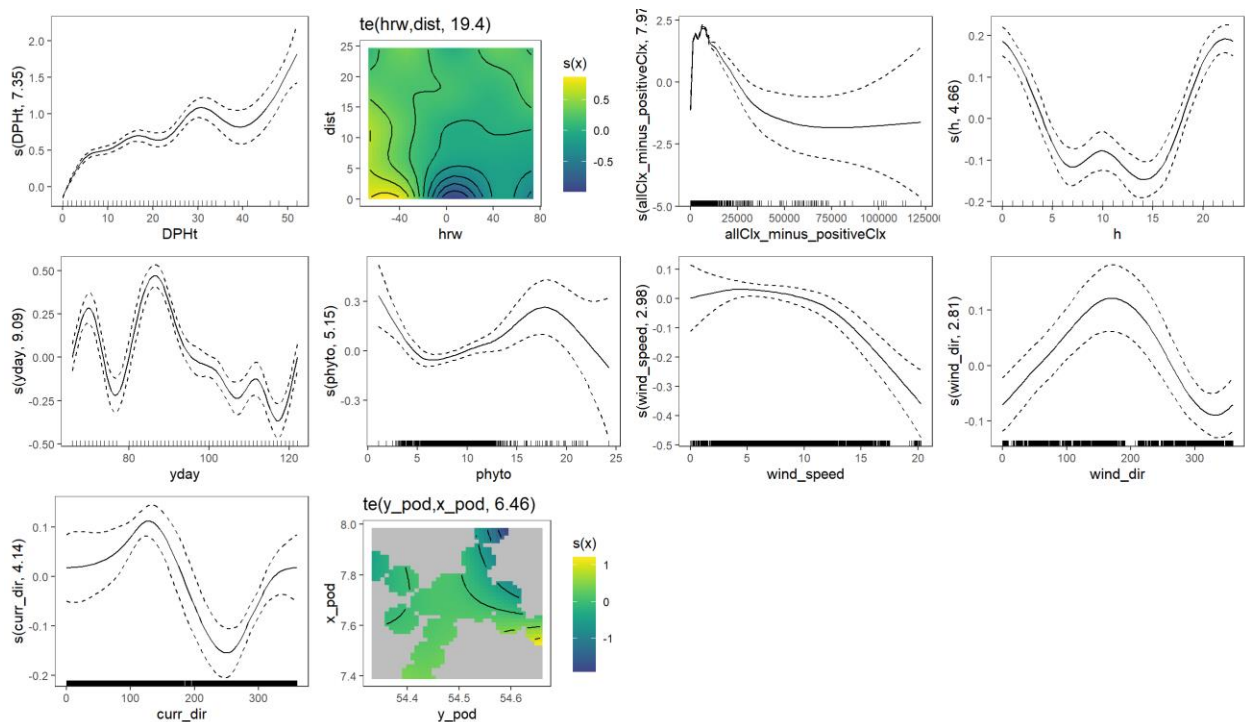 s(DPHt, 7.35)
2.0
1.5
1.0
0.5
0.0
0 10 20 30 40 50
DPHt
te(hrw,dist, 19.4)
dist
25
20
15
10
5
0
-40 0 40 80
hrw
s(x)
0.5
0.0
-0.5
s(allClx_minus_positiveClx, 7.97
2.5
0.0
-2.5
-5.0
0 25000 50000 75000 100000 12500
allClx_minus_positiveClx
s(h, 4.66)
0.2
0.1
0.0
-0.1
-0.2
0 5 10 15 20
h
s(yday, 9.09)
0.50
0.25
0.00
-0.25
-0.50
80 100 120
yday
s(phyto, 5.15)
0.3
0.0
-0.3
0 5 10 15 20 25
phyto
s(wind_speed, 2.98)
0.1
0.0
-0.1
-0.2
-0.3
-0.4
-0.5
0 5 10 15 20
wind_speed
s(wind_dir, 2.81)
0.1
0.0
-0.1
0 100 200 300
wind_dir
s(curr_dir, 4.14)
0.1
0.0
-0.1
-0.2
0 100 200 300
curr_dir
te(y_pod,x_pod, 6.46)
x_pod
8.0
7.8
7.6
7.4
54.4 54.5 54.6
y_pod
s(x)
1
0
-1